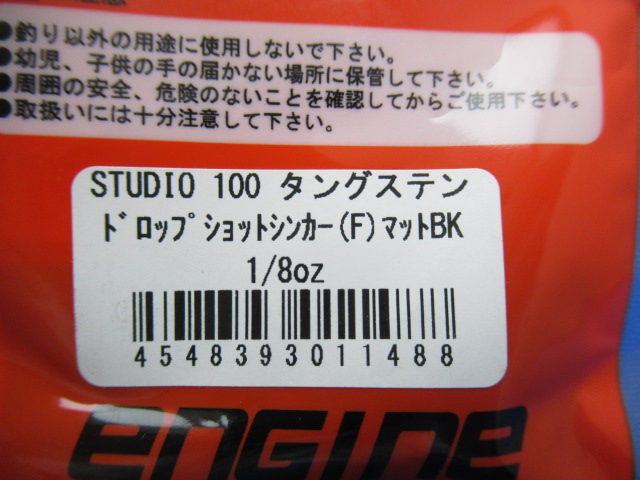 ●釣り以外の用途に使用しないで下さい。
●幼児、子供の手の届かない場所に保管して下さい。
●周囲の安全、危険のないことを確認してからご使用下さい。
●取扱いには十分注意して下さい。
STUDIO 100 タングステン
ﾄﾞﾛｯﾌﾟｼｮｯﾄｼﾝｶｰ(F)ﾏｯﾄBK
1/8oz
4548393011488
engine